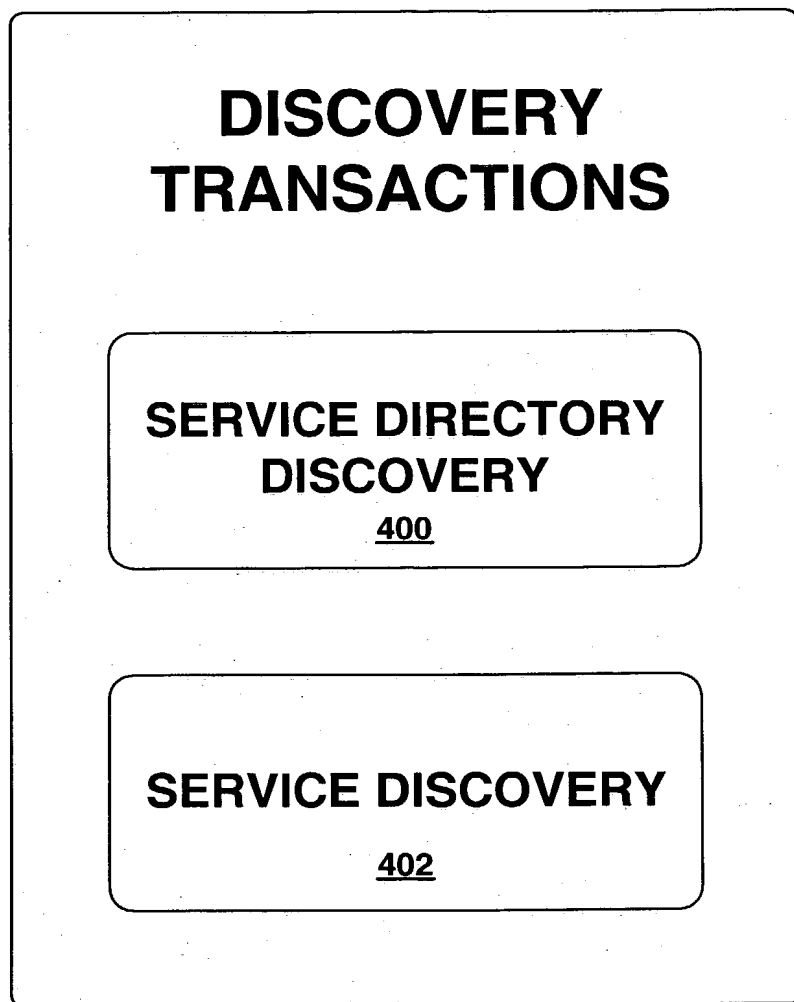 DISCOVERY
TRANSACTIONS
SERVICE DIRECTORY
DISCOVERY
400
SERVICE DISCOVERY
402